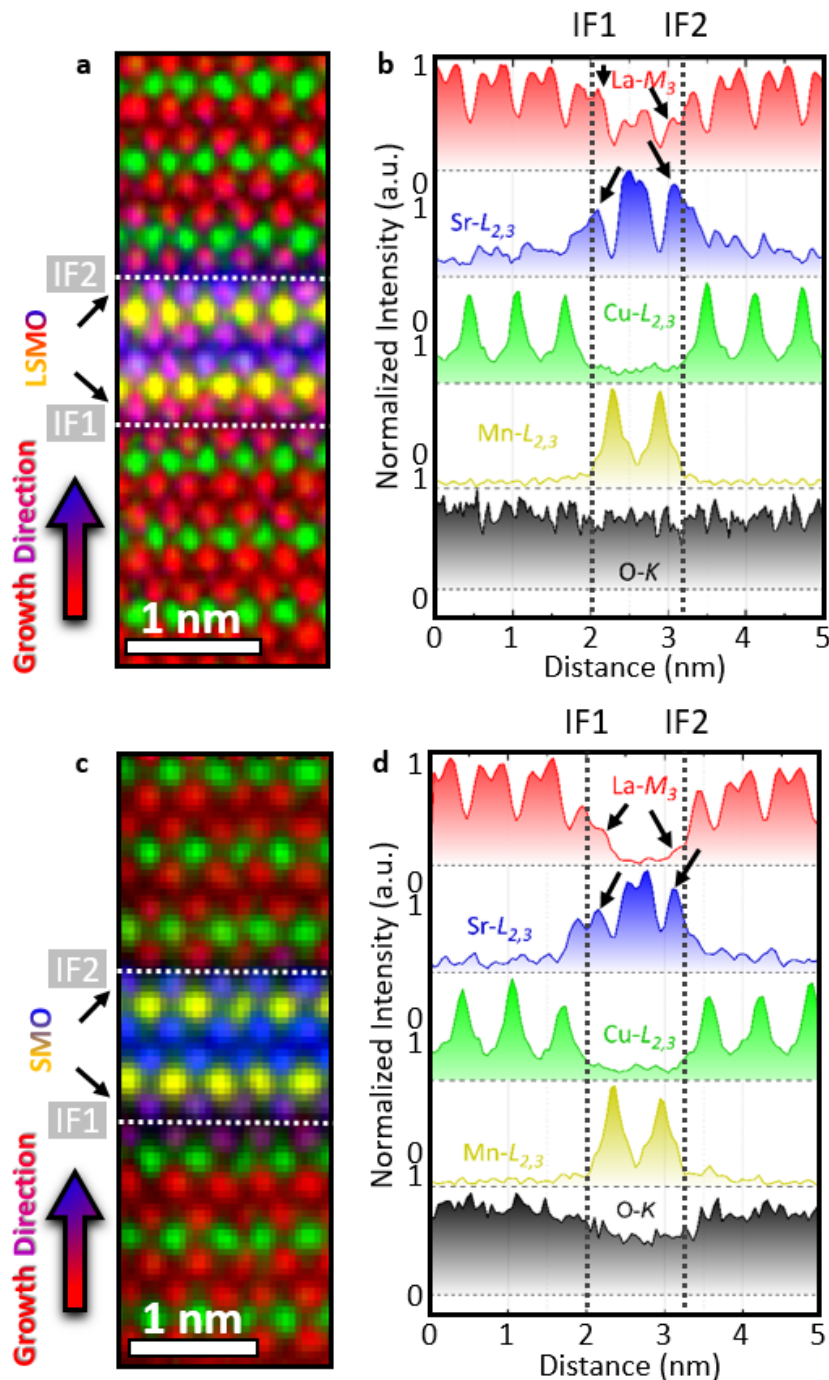 IF1 IF2
a
b
1
La-M3
0
1
Sr-L2,3
0
1
Cu-L2,3
0
1
Mn-L2,3
0
1
O-K
0
Normalized Intensity (a.u.)
0 1 2 3 4 5
Distance (nm)
IF2
LSMO
IF1
Growth Direction
1 nm
IF1 IF2
c
d
1
La-M3
0
1
Sr-L2,3
0
1
Cu-L2,3
0
1
Mn-L2,3
0
1
O-K
0
Normalized Intensity (a.u.)
0 1 2 3 4 5
Distance (nm)
IF2
SMO
IF1
Growth Direction
1 nm